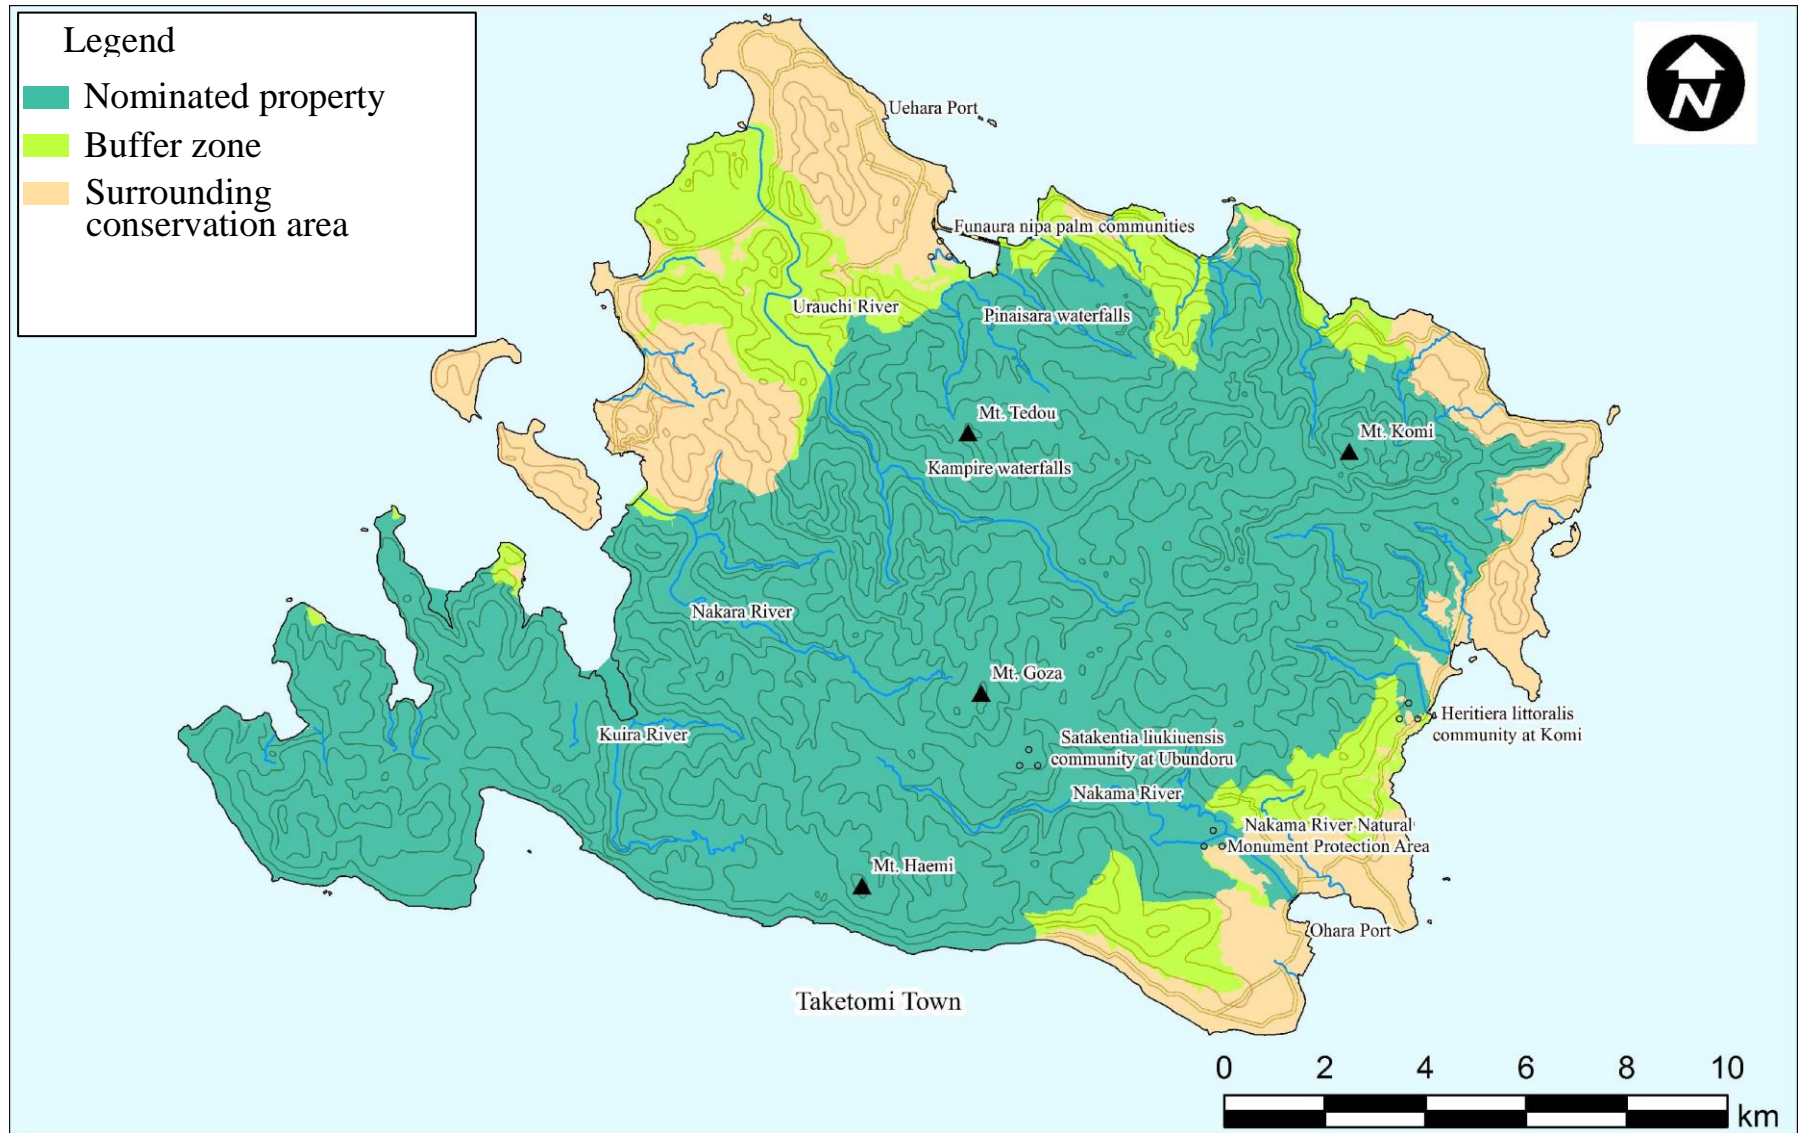 Legend
Nominated property
Buffer zone
Surrounding
conservation area
N
Uehara Port
Funaura nipa palm communities
Urauchi River
Pinaisara waterfalls
Mt. Tedou
Mt. Komi
Kampire waterfalls
Nakara River
Mt. Goza
Kuira River
Satakentia liukiuensis
community at Ubundoru
Heritiera littoralis
community at Komi
Nakama River
Nakama River Natural
Monument Protection Area
Mt. Haemi
Ohara Port
Taketomi Town
0 2 4 6 8 10
km